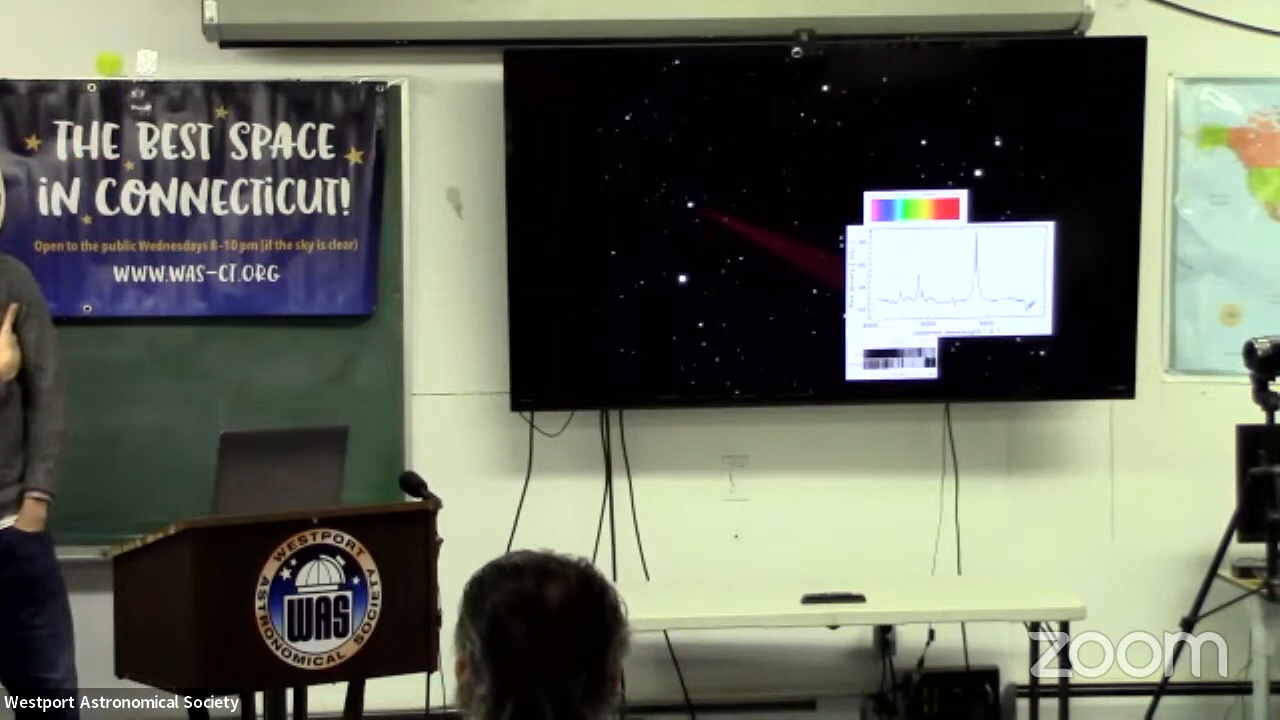 THE BEST SPACE
iN CONNECTiCUT!
Open to the public Wednesdays 8-10 pm (if the sky is clear)
WWW.WAS-CT.ORG
WESTPORT
ASTRONOMICAL SOCIETY
WAS
zoom
Westport Astronomical Society